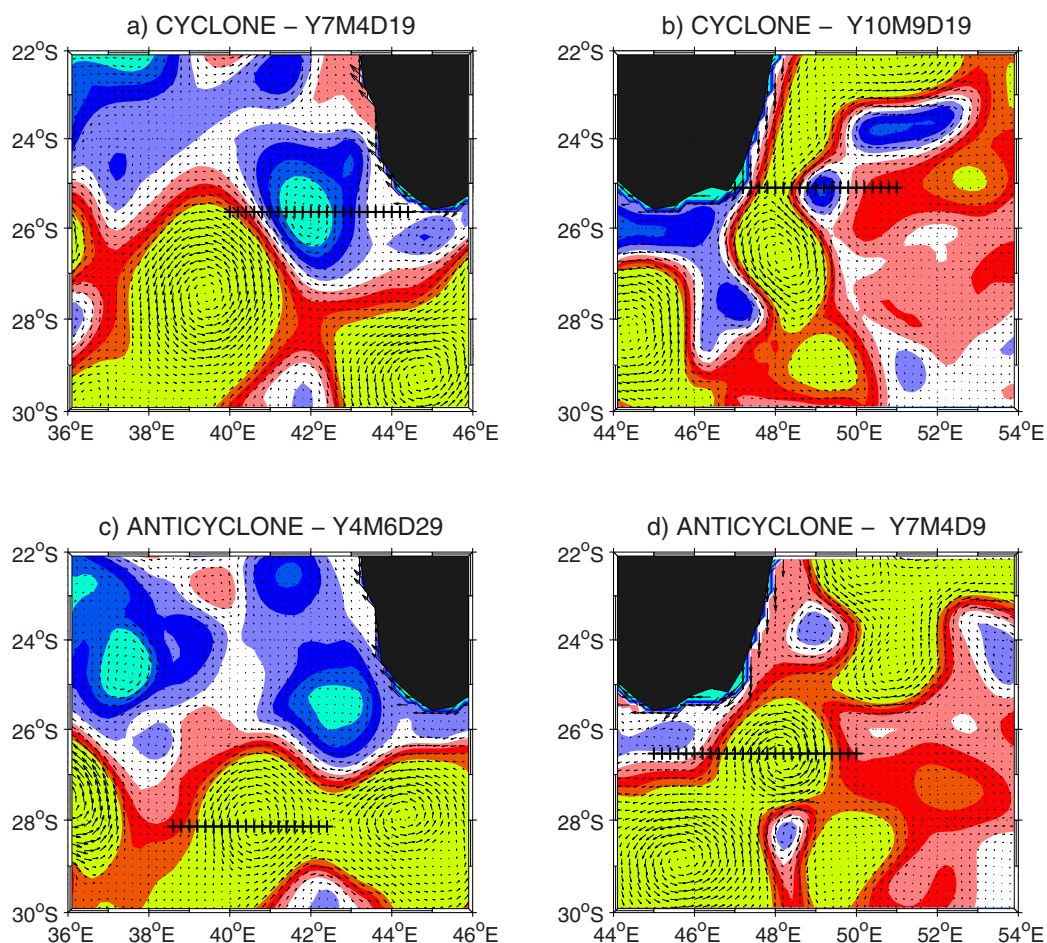 a) CYCLONE – Y7M4D19
22°S
24°S
26°S
28°S
30°S
36°E 38°E 40°E 42°E 44°E 46°E
b) CYCLONE – Y10M9D19
22°S
24°S
26°S
28°S
30°S
44°E 46°E 48°E 50°E 52°E 54°E
c) ANTICYCLONE – Y4M6D29
22°S
24°S
26°S
28°S
30°S
36°E 38°E 40°E 42°E 44°E 46°E
d) ANTICYCLONE – Y7M4D9
22°S
24°S
26°S
28°S
30°S
44°E 46°E 48°E 50°E 52°E 54°E